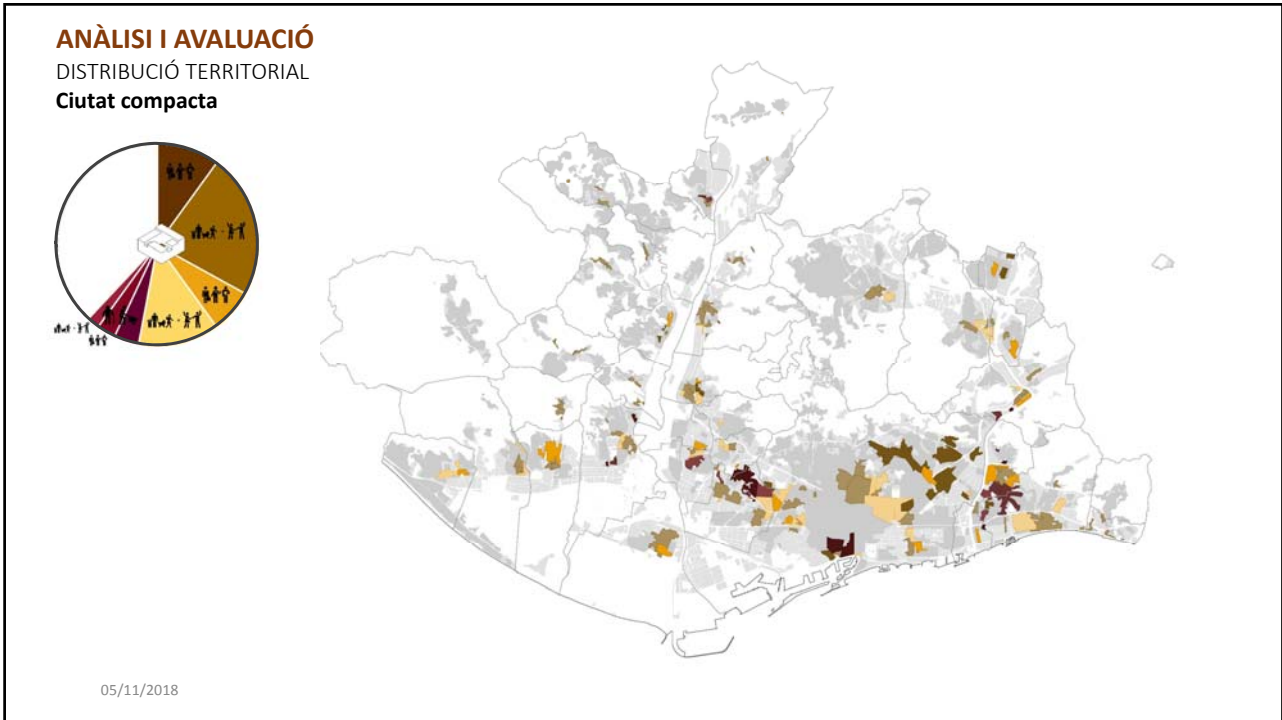 ANÀLISI I AVALUACIÓ
DISTRIBUCIÓ TERRITORIAL
Ciutat compacta
05/11/2018